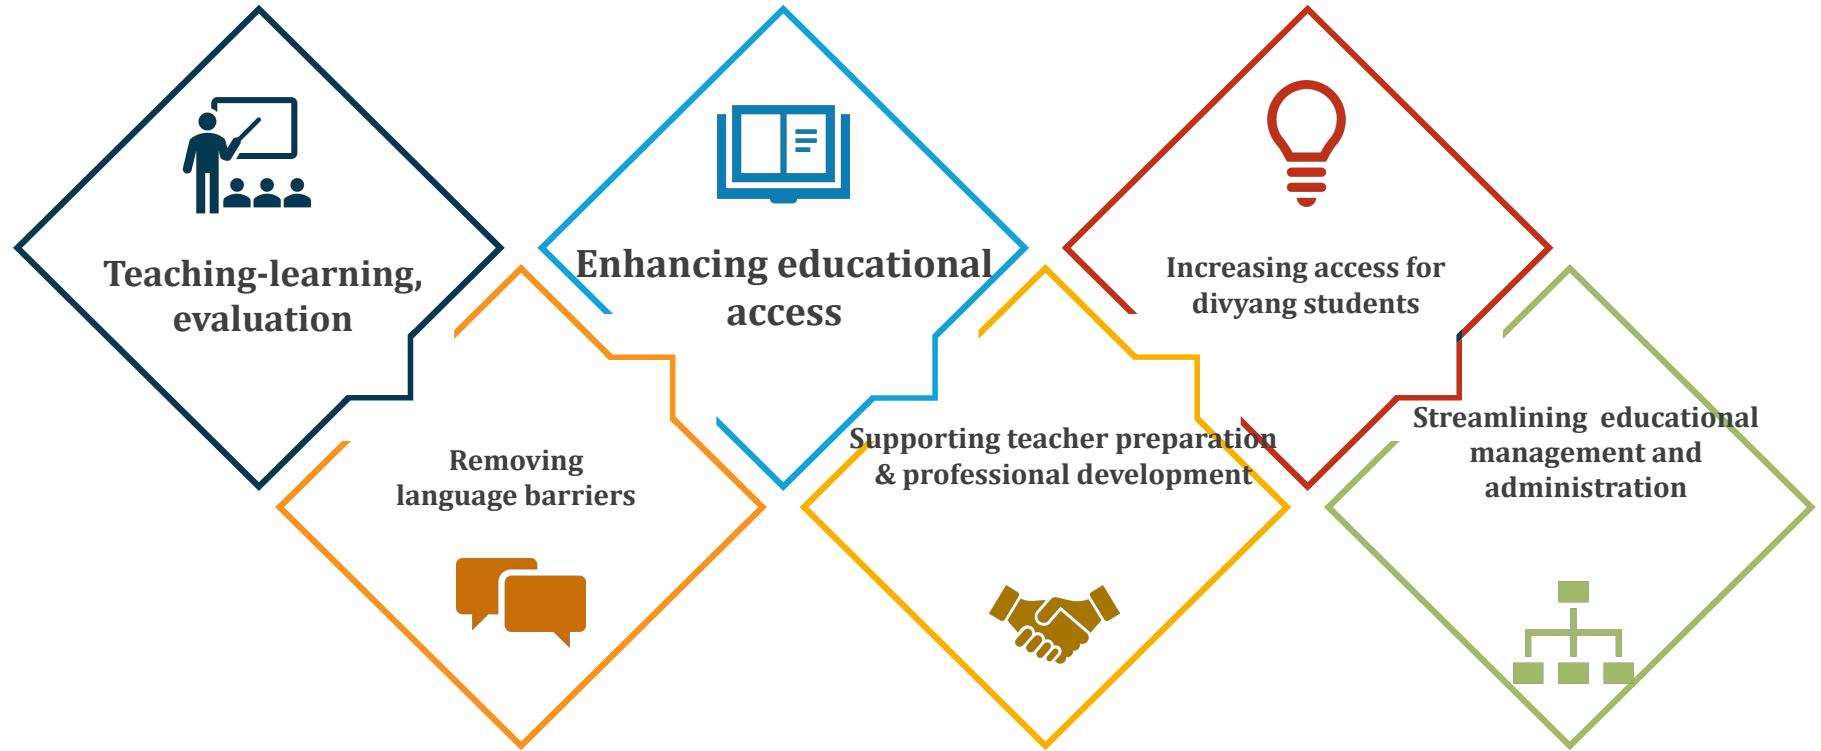 Teaching-learning,
evaluation
Removing
language barriers
Enhancing educational
access
Supporting teacher preparation
& professional development
Increasing access for
divyang students
Streamlining  educational
management and
administration